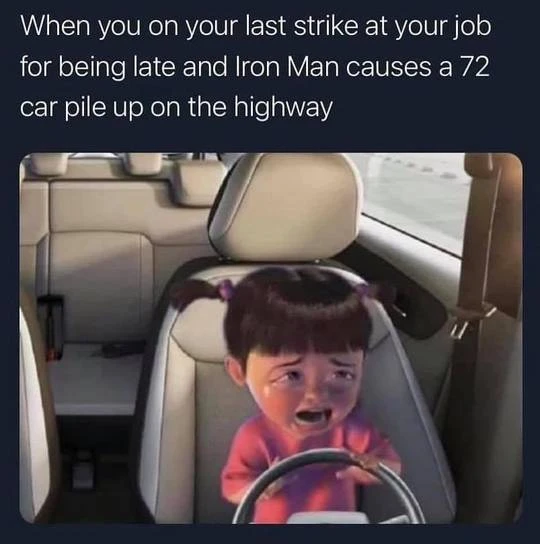 When you on your last strike at your job
for being late and Iron Man causes a 72
car pile up on the highway